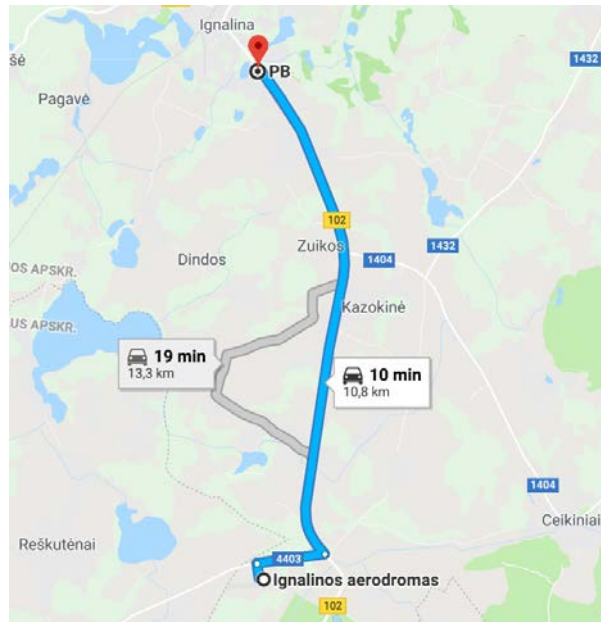 Ignalina
PB
1432
šė
Pagavė
102
Zuikos
1432
1404
Dindos
OS APSKR.
Kazokinė
US APSKR.
19 min
13,3 km
10 min
10,8 km
1404
Ceikiniai
Reškutėnai
4403
Ignalinos aerodromas
102